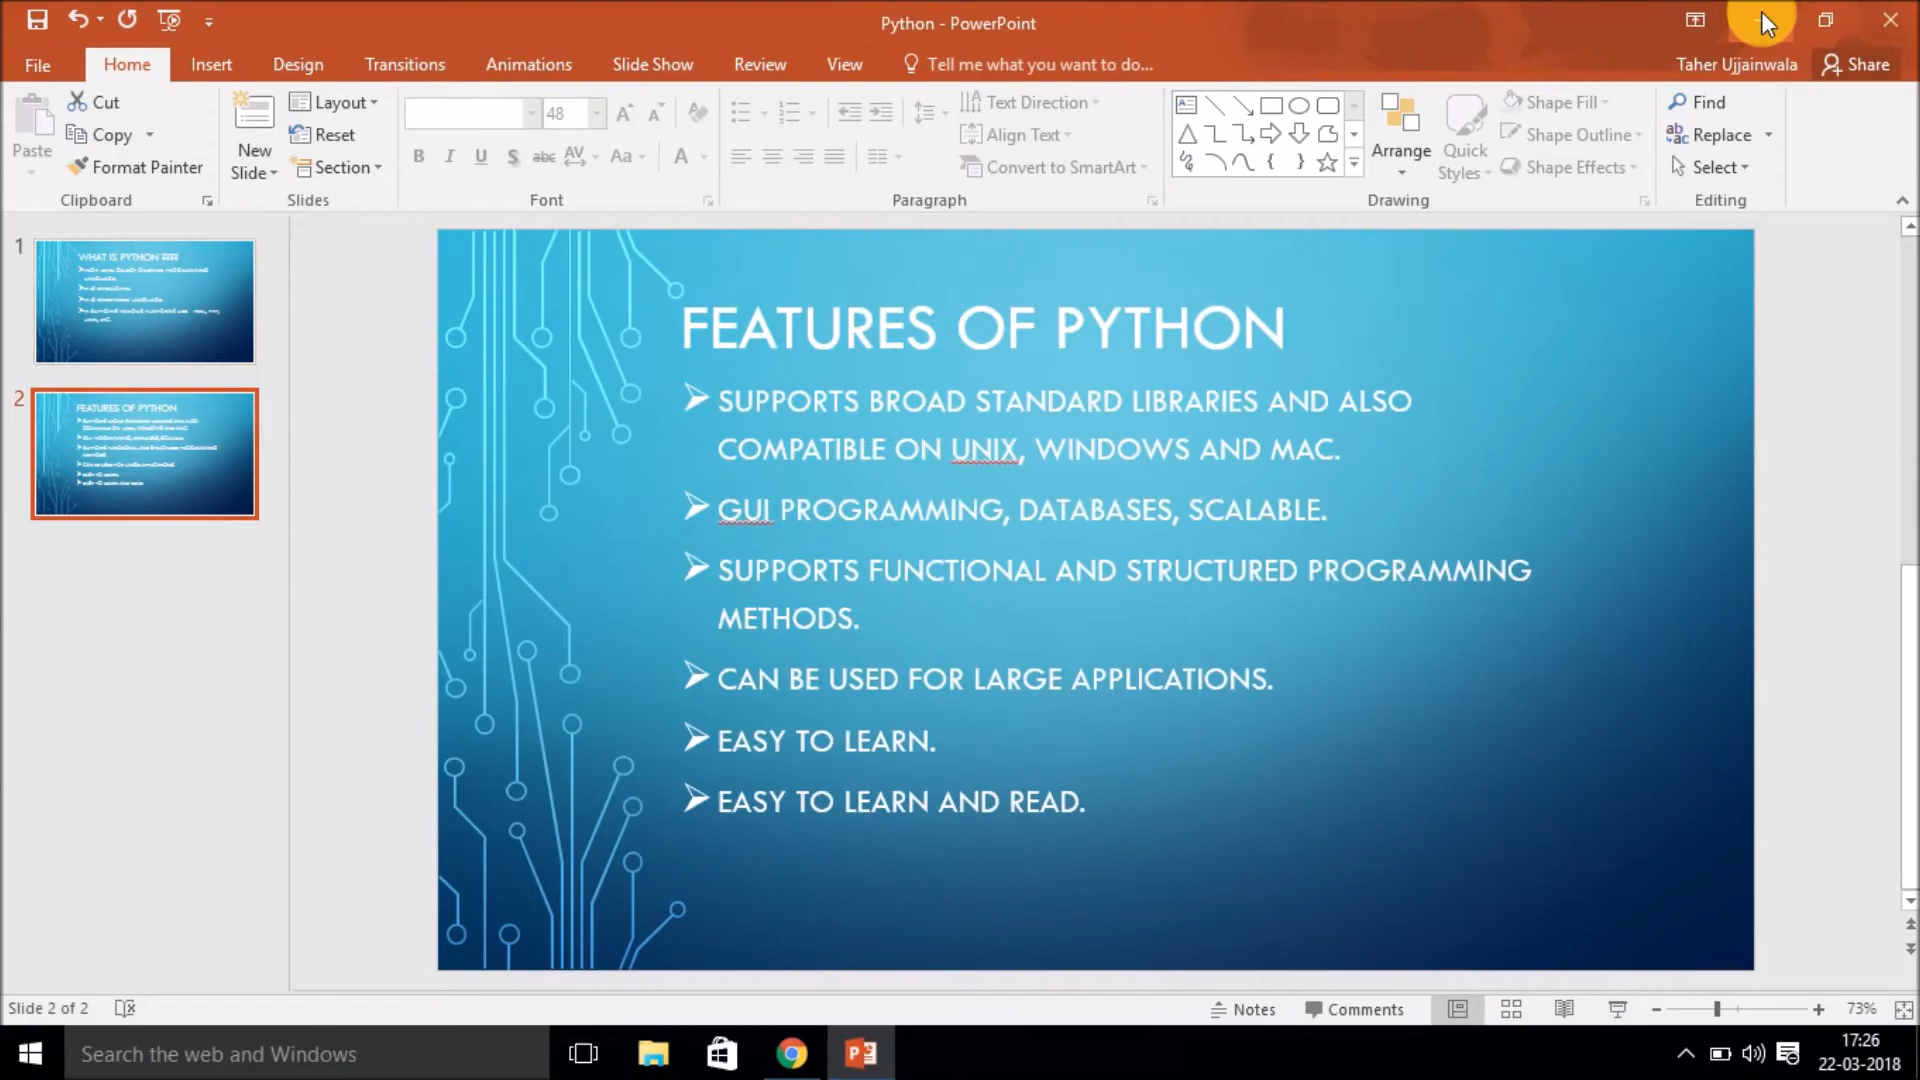 Python - PowerPoint
File
Home
Insert
Design
Transitions
Animations
Slide Show
Review
View
Tell me what you want to do...
Taher Ujjainwala
Share
Paste
Cut
Copy
Format Painter
Clipboard
New
Slide
Layout
Reset
Section
Slides
48
Font
Text Direction
Align Text
Convert to SmartArt
Paragraph
Arrange
Quick
Styles
Shape Fill
Shape Outline
Shape Effects
Drawing
Find
Replace
Select
Editing
1
WHAT IS PYTHON ????
2
FEATURES OF PYTHON
FEATURES OF PYTHON
SUPPORTS BROAD STANDARD LIBRARIES AND ALSO
COMPATIBLE ON UNIX, WINDOWS AND MAC.
GUI PROGRAMMING, DATABASES, SCALABLE.
SUPPORTS FUNCTIONAL AND STRUCTURED PROGRAMMING
METHODS.
CAN BE USED FOR LARGE APPLICATIONS.
EASY TO LEARN.
EASY TO LEARN AND READ.
Slide 2 of 2
Notes
Comments
73%
Search the web and Windows
17:26
22-03-2018